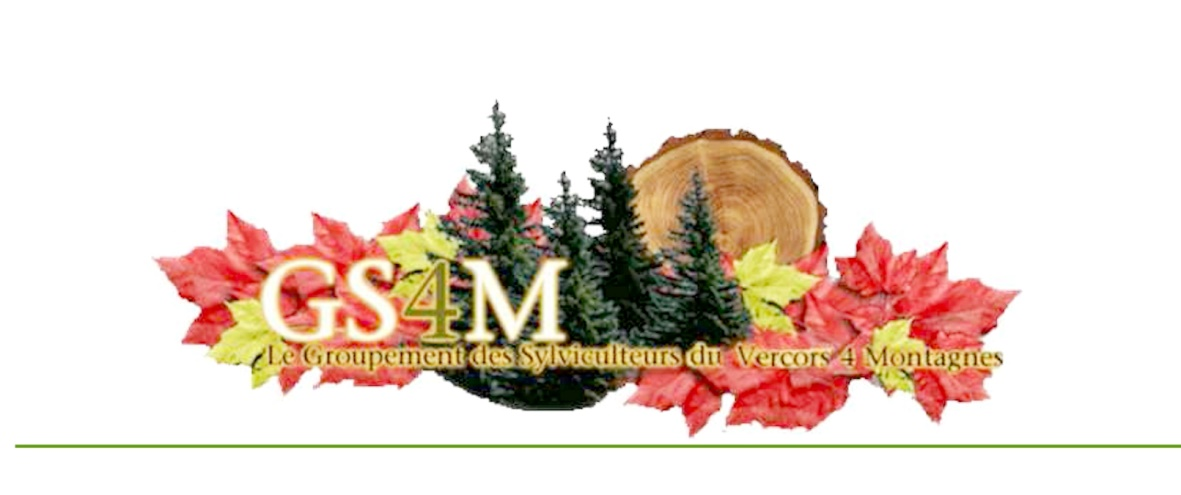 GS4M
Le Groupement des Sylviculteurs du Vercors 4 Montagnes